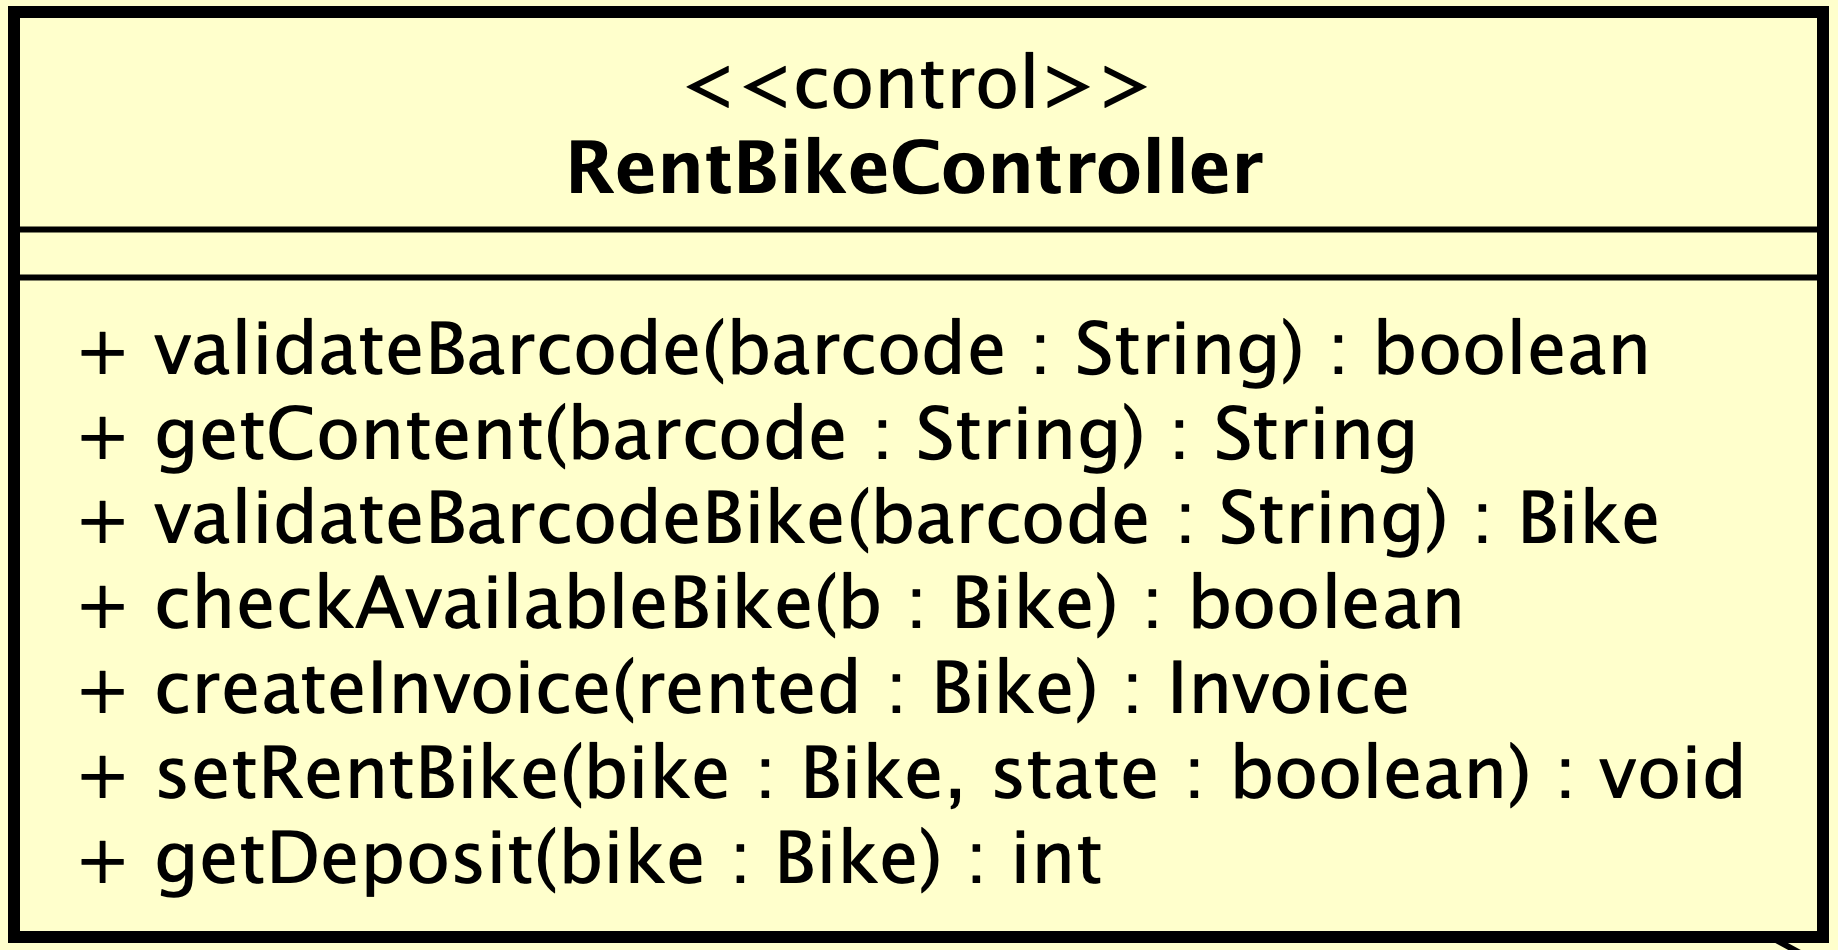 <<control>>
RentBikeController
+ validateBarcode(barcode : String) : boolean
+ getContent(barcode : String) : String
+ validateBarcodeBike(barcode : String) : Bike
+ checkAvailableBike(b : Bike) : boolean
+ createInvoice(rented : Bike) : Invoice
+ setRentBike(bike : Bike, state : boolean) : void
+ getDeposit(bike : Bike) : int